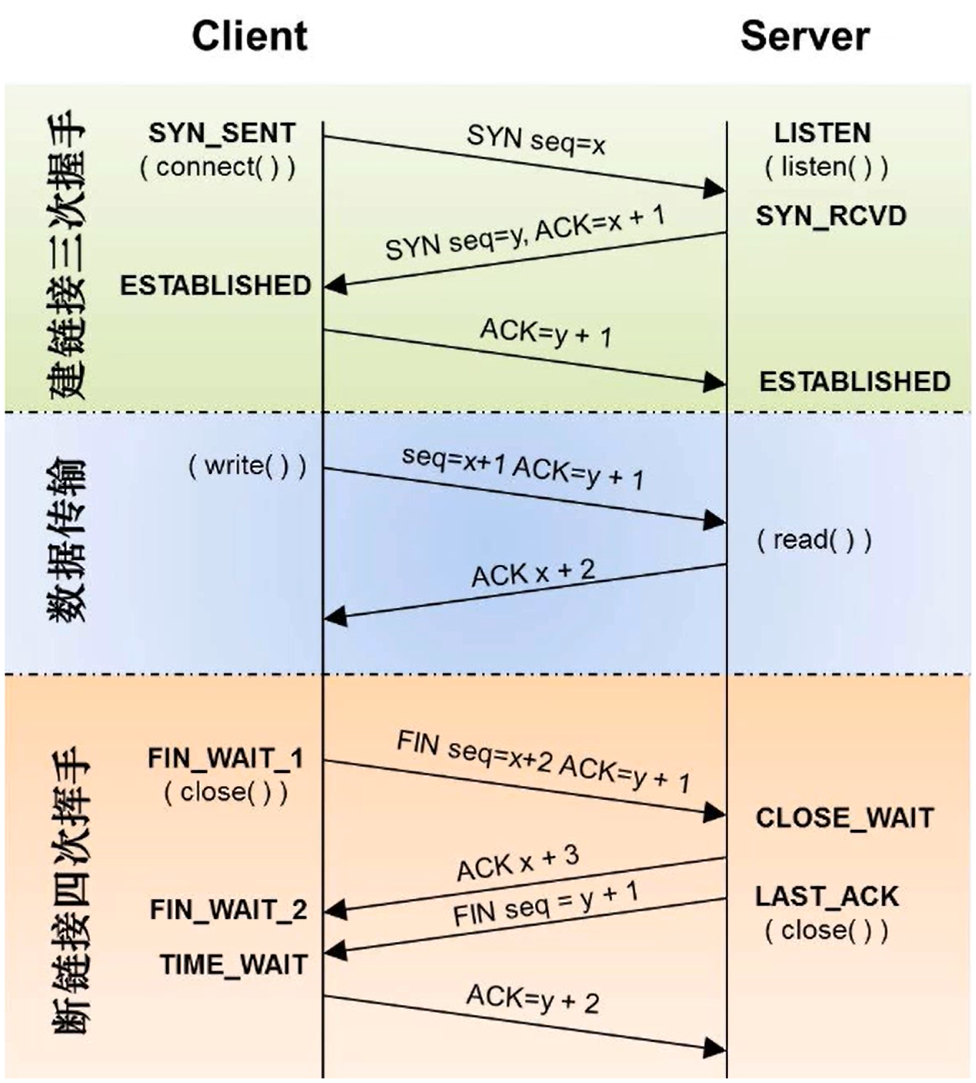 Client
Server
建链接三次握手
SYN_SENT
( connect( ) )
SYN seq=x
LISTEN
( listen( ) )
SYN_RCVD
SYN seq=y, ACK=x + 1
ESTABLISHED
ACK=y + 1
ESTABLISHED
数据传输
( write( ) )
seq=x+1 ACK=y + 1
( read( ) )
ACK x + 2
断链接四次挥手
FIN_WAIT_1
( close( ) )
FIN seq=x+2 ACK=y + 1
CLOSE_WAIT
ACK x + 3
FIN_WAIT_2
FIN seq = y + 1
LAST_ACK
( close( ) )
TIME_WAIT
ACK=y + 2